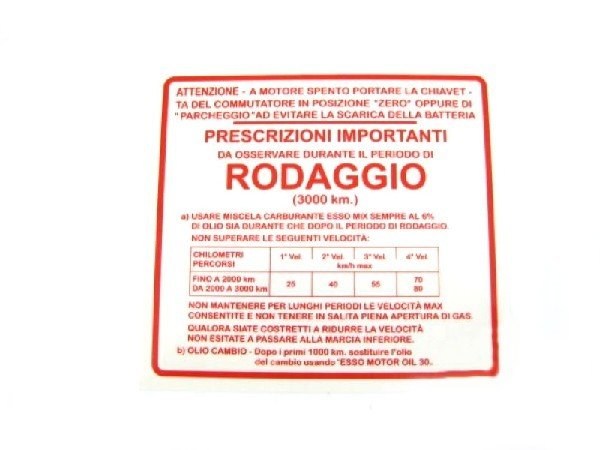 ATTENZIONE - A MOTORE SPENTO PORTARE LA CHIAVET -
TA DEL COMMUTATORE IN POSIZIONE "ZERO" OPPURE DI
"PARCHEGGIO" AD EVITARE LA SCARICA DELLA BATTERIA
PRESCRIZIONI IMPORTANTI
DA OSSERVARE DURANTE IL PERIODO DI
RODAGGIO
(3000 km.)
a) USARE MISCELA CARBURANTE ESSO MIX SEMPRE AL 6%
DI OLIO SIA DURANTE CHE DOPO IL PERIODO DI RODAGGIO.
NON SUPERARE LE SEGUENTI VELOCITÀ:
CHILOMETRI PERCORSI 1° Vel 2° Vel 3° Vel 4° Vel
km/h max
FINO A 2000 km 25 40 55 70
DA 2000 A 3000 km 80
NON MANTENERE PER LUNGHI PERIODI LE VELOCITÀ MAX
CONSENTITE E NON TENERE IN SALITA PIENA APERTURA DI GAS.
QUALORA SIATE COSTRETTI A RIDURRE LA VELOCITÀ
NON ESITATE A PASSARE ALLA MARCIA INFERIORE.
b) OLIO CAMBIO - Dopo i primi 1000 km. sostituire l'olio
del cambio usando "ESSO MOTOR OIL 30.